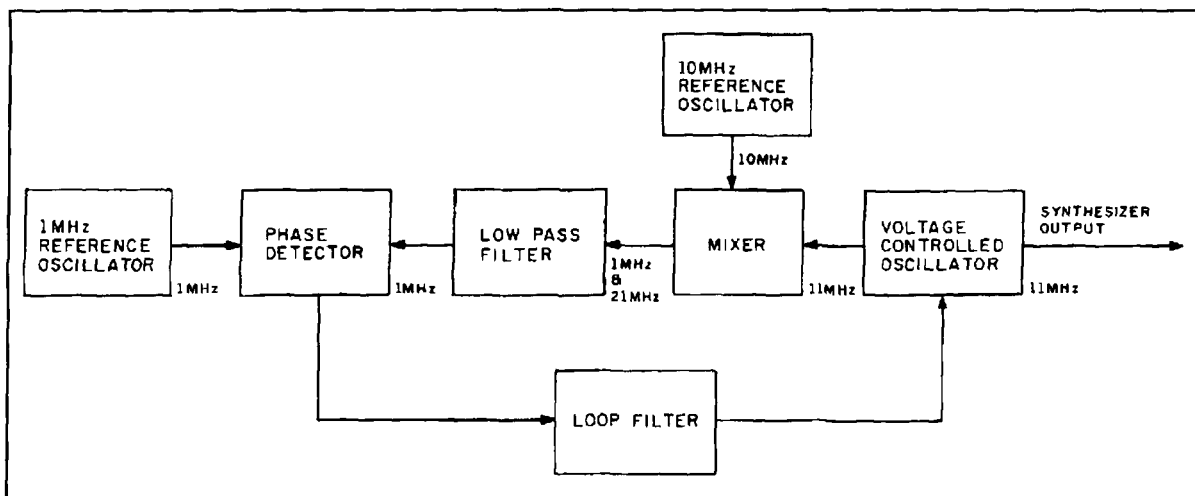 10MHz
REFERENCE
OSCILLATOR
10MHz
1MHz
REFERENCE
OSCILLATOR
1MHz
PHASE
DETECTOR
1MHz
LOW PASS
FILTER
1MHz
&
21MHz
MIXER
11MHz
VOLTAGE
CONTROLLED
OSCILLATOR
11MHz
SYNTHESIZER
OUTPUT
LOOP FILTER